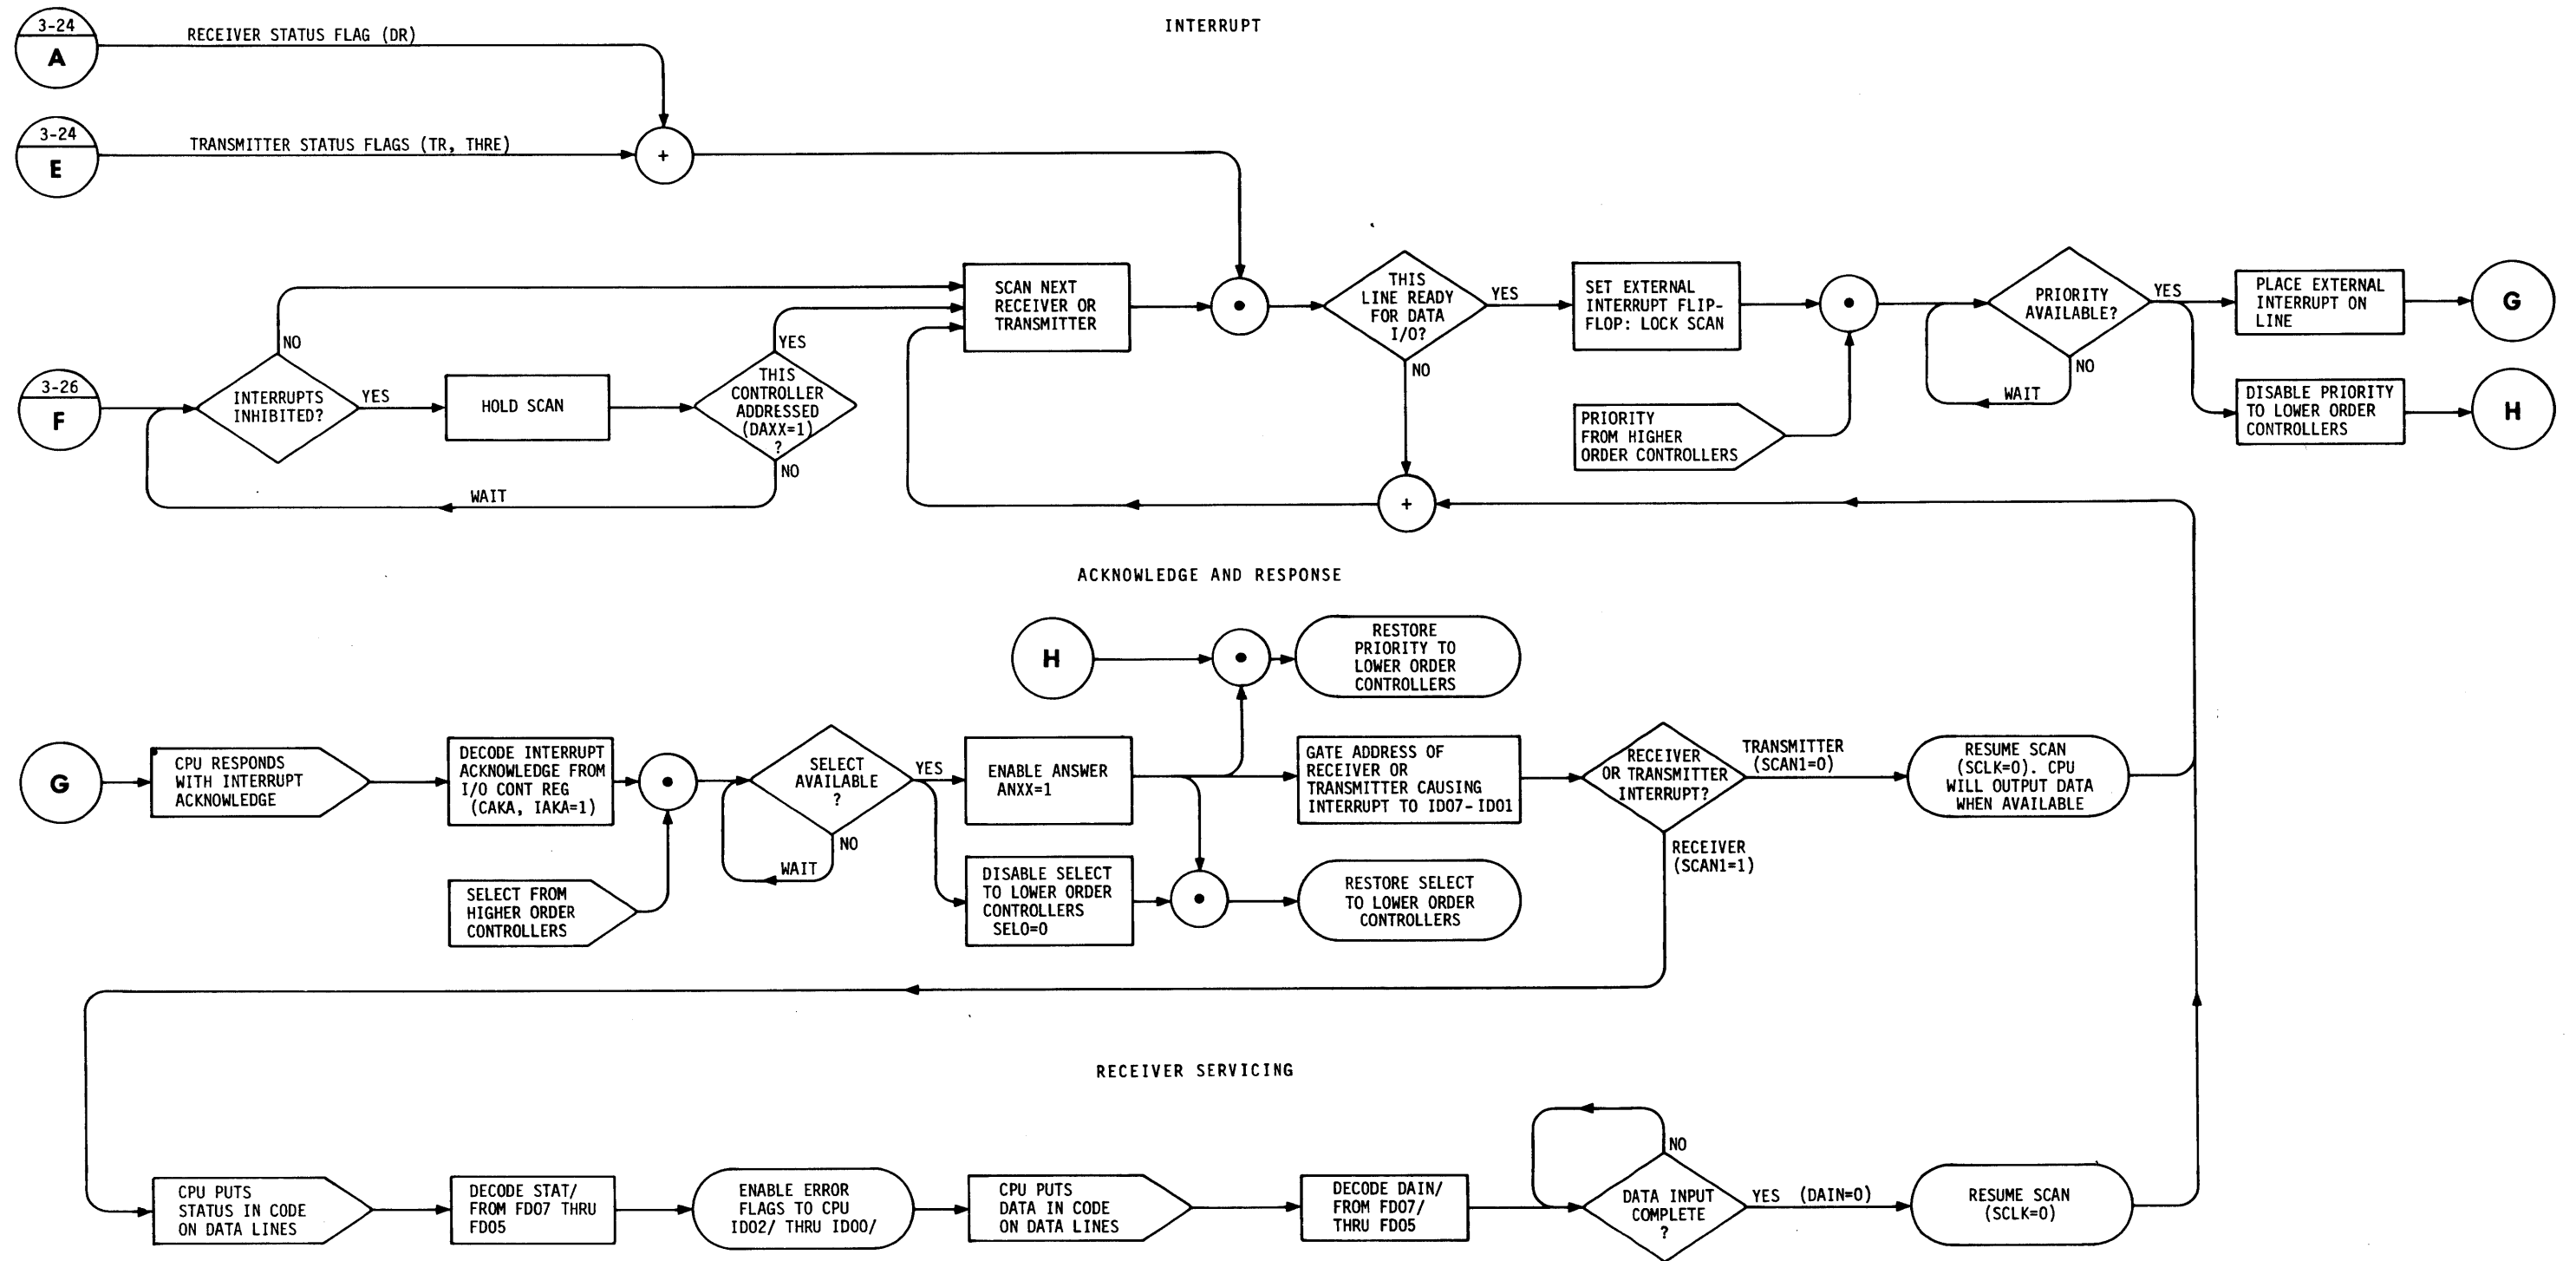 INTERRUPT
3-24
A
RECEIVER STATUS FLAG (DR)
3-24
E
TRANSMITTER STATUS FLAGS (TR, THRE)
+
3-26
F
INTERRUPTS
INHIBITED?
NO
YES
HOLD SCAN
THIS
CONTROLLER
ADDRESSED
(DAXX=1)
?
YES
NO
WAIT
SCAN NEXT
RECEIVER OR
TRANSMITTER
THIS
LINE READY
FOR DATA
I/O?
YES
NO
+
SET EXTERNAL
INTERRUPT FLIP-
FLOP: LOCK SCAN
PRIORITY
FROM HIGHER
ORDER CONTROLLERS
PRIORITY
AVAILABLE?
YES
NO
WAIT
PLACE EXTERNAL
INTERRUPT ON
LINE
G
DISABLE PRIORITY
TO LOWER ORDER
CONTROLLERS
H
ACKNOWLEDGE AND RESPONSE
H
RESTORE
PRIORITY TO
LOWER ORDER
CONTROLLERS
G
CPU RESPONDS
WITH INTERRUPT
ACKNOWLEDGE
DECODE INTERRUPT
ACKNOWLEDGE FROM
I/O CONT REG
(CAKA, IAKA=1)
SELECT FROM
HIGHER ORDER
CONTROLLERS
SELECT
AVAILABLE
?
YES
NO
WAIT
ENABLE ANSWER
ANXX=1
DISABLE SELECT
TO LOWER ORDER
CONTROLLERS
SELO=0
GATE ADDRESS OF
RECEIVER OR
TRANSMITTER CAUSING
INTERRUPT TO ID07-ID01
RESTORE SELECT
TO LOWER ORDER
CONTROLLERS
RECEIVER
OR TRANSMITTER
INTERRUPT?
TRANSMITTER
(SCAN1=0)
RECEIVER
(SCAN1=1)
RESUME SCAN
(SCLK=0). CPU
WILL OUTPUT DATA
WHEN AVAILABLE
RECEIVER SERVICING
CPU PUTS
STATUS IN CODE
ON DATA LINES
DECODE STAT/
FROM FD07 THRU
FD05
ENABLE ERROR
FLAGS TO CPU
ID02/ THRU ID00/
CPU PUTS
DATA IN CODE
ON DATA LINES
DECODE DAIN/
FROM FD07/
THRU FD05
DATA INPUT
COMPLETE
?
NO
YES (DAIN=0)
RESUME SCAN
(SCLK=0)